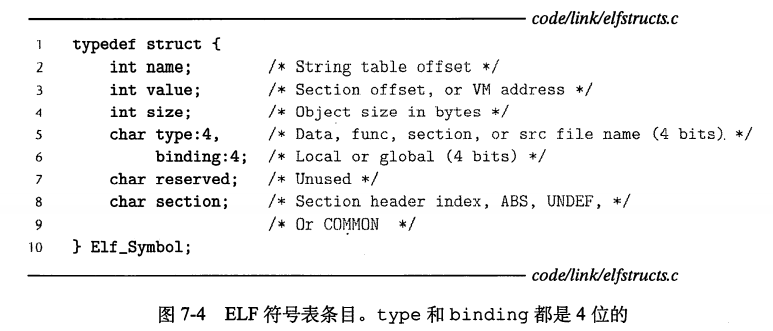 code/link/elfstructs.c
1 typedef struct {
2 int name; /* String table offset */
3 int value; /* Section offset, or VM address */
4 int size; /* Object size in bytes */
5 char type:4, /* Data, func, section, or src file name (4 bits). */
6 binding:4; /* Local or global (4 bits) */
7 char reserved; /* Unused */
8 char section; /* Section header index, ABS, UNDEF, */
9 /* Or COMMON */
10 } Elf_Symbol;
code/link/elfstructs.c
图 7-4 ELF 符号表条目。type 和 binding 都是 4 位的